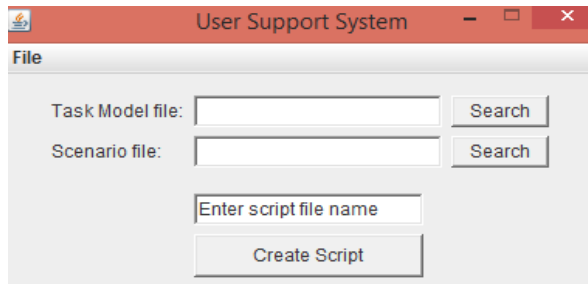 User Support System
File
Task Model file: Search
Scenario file: Search
Enter script file name
Create Script